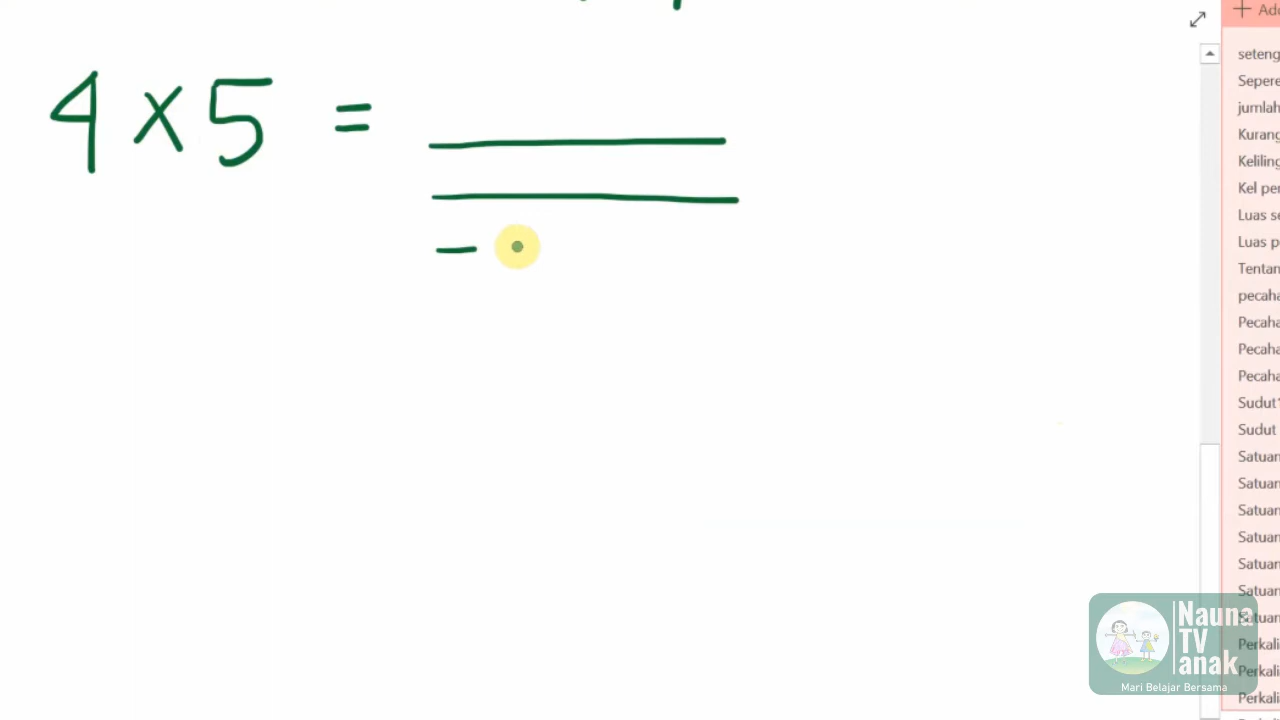 4 × 5 =
Add
seteng
Sepere
jumlah
Kurang
Keliling
Kel per
Luas se
Luas p
Tentan
pecaha
Pecaha
Pecaha
Pecaha
Sudut
Sudut
Satuan
Satuan
Satuan
Satuan
Satuan
Satuan
Satuan
Perkali
Perkali
Perkali
Nauna
TV
anak
Mari Belajar Bersama